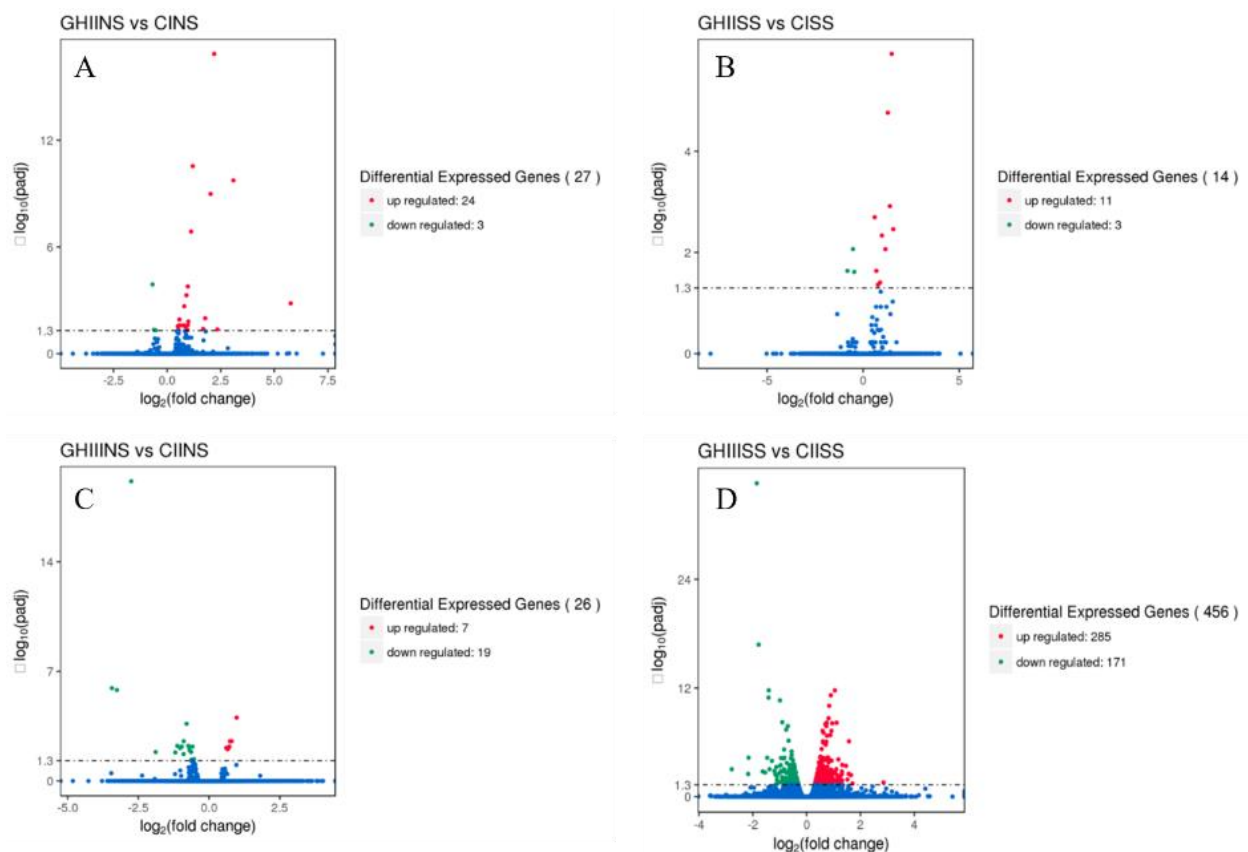 GHIINS vs CINS
A
□ log₁₀(padj)
12
6
1.3
0
-2.5
0.0
2.5
5.0
7.5
log₂(fold change)
Differential Expressed Genes ( 27 )
up regulated: 24
down regulated: 3
GHIISS vs CISS
B
□ log₁₀(padj)
4
2
1.3
0
-5
0
5
log₂(fold change)
Differential Expressed Genes ( 14 )
up regulated: 11
down regulated: 3
GHIIINS vs CIINS
C
□ log₁₀(padj)
14
7
1.3
0
-5.0
-2.5
0.0
2.5
log₂(fold change)
Differential Expressed Genes ( 26 )
up regulated: 7
down regulated: 19
GHIIISS vs CIISS
D
□ log₁₀(padj)
24
12
1.3
0
-4
-2
0
2
4
log₂(fold change)
Differential Expressed Genes ( 456 )
up regulated: 285
down regulated: 171